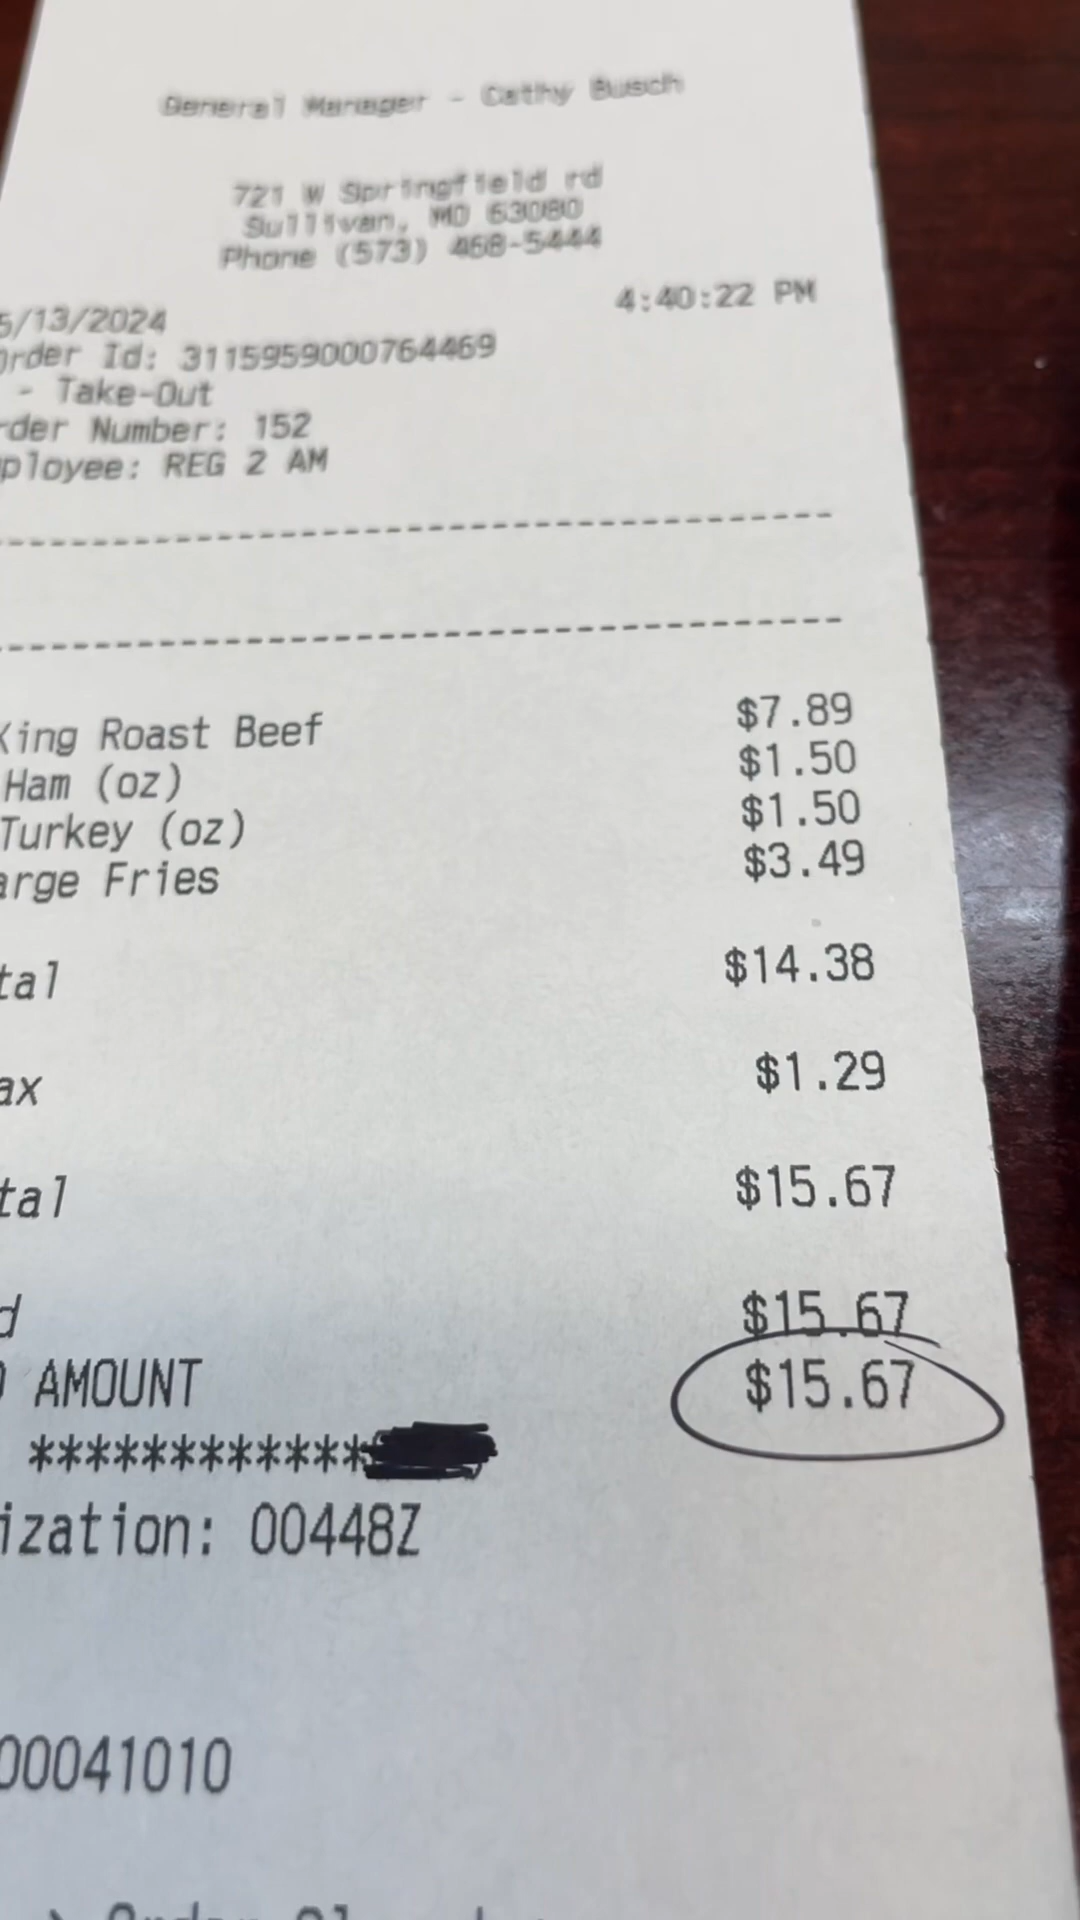 General Manager - Cathy Busch
721 W Springfield rd
Sullivan, MO 63080
Phone (573) 468-5444
5/13/2024 4:40:22 PM
Order Id: 3115959000764469
- Take-Out
rder Number: 152
ployee: REG 2 AM
King Roast Beef $7.89
Ham (oz) $1.50
Turkey (oz) $1.50
arge Fries $3.49
tal $14.38
ax $1.29
tal $15.67
d $15.67
AMOUNT $15.67
************
ization: 00448Z
00041010